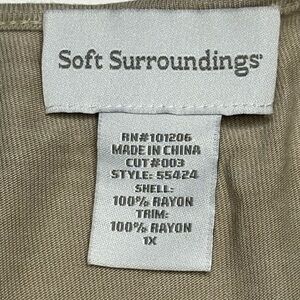 Soft Surroundings
RN#101206
MADE IN CHINA
CUT#003
STYLE: 55424
SHELL:
100% RAYON
TRIM:
100% RAYON
1X